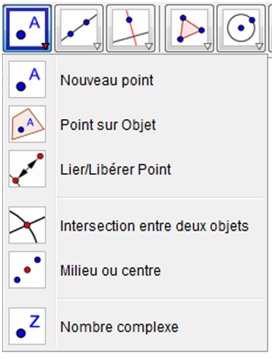 A
Nouveau point
A
Point sur Objet
Lier/Libérer Point
Intersection entre deux objets
Milieu ou centre
Z
Nombre complexe